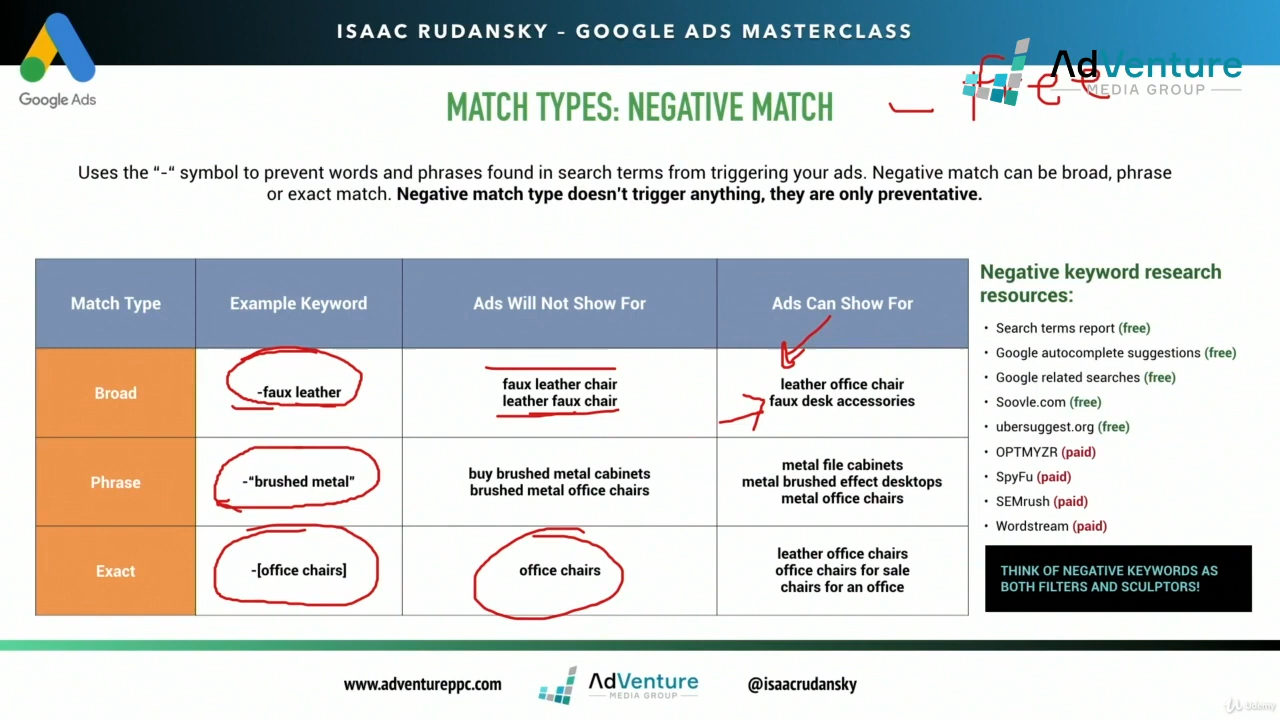 ISAAC RUDANSKY – GOOGLE ADS MASTERCLASS
Google Ads
AdVenture
MEDIA GROUP
- free
MATCH TYPES: NEGATIVE MATCH
Uses the “-“ symbol to prevent words and phrases found in search terms from triggering your ads. Negative match can be broad, phrase
or exact match. Negative match type doesn’t trigger anything, they are only preventative.
Match Type
Example Keyword
Ads Will Not Show For
Ads Can Show For
Broad
-faux leather
faux leather chair
leather faux chair
leather office chair
faux desk accessories
Phrase
-“brushed metal”
buy brushed metal cabinets
brushed metal office chairs
metal file cabinets
metal brushed effect desktops
metal office chairs
Exact
-[office chairs]
office chairs
leather office chairs
office chairs for sale
chairs for an office
Negative keyword research
resources:
• Search terms report (free)
• Google autocomplete suggestions (free)
• Google related searches (free)
• Soovle.com (free)
• ubersuggest.org (free)
• OPTMYZR (paid)
• SpyFu (paid)
• SEMrush (paid)
• Wordstream (paid)
THINK OF NEGATIVE KEYWORDS AS
BOTH FILTERS AND SCULPTORS!
www.adventureppc.com
AdVenture
MEDIA GROUP
@isaacrudansky
Udemy